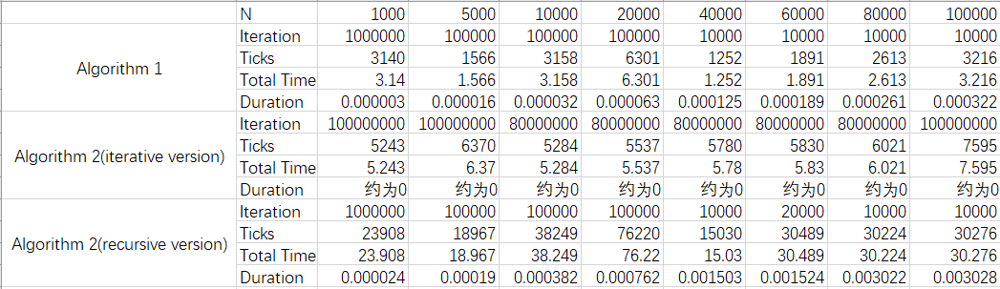 N 1000 5000 10000 20000 40000 60000 80000 100000
Algorithm 1
Iteration 1000000 100000 100000 100000 10000 10000 10000 10000
Ticks 3140 1566 3158 6301 1252 1891 2613 3216
Total Time 3.14 1.566 3.158 6.301 1.252 1.891 2.613 3.216
Duration 0.000003 0.000016 0.000032 0.000063 0.000125 0.000189 0.000261 0.000322
Algorithm 2(iterative version)
Iteration 100000000 100000000 80000000 80000000 80000000 80000000 80000000 100000000
Ticks 5243 6370 5284 5537 5780 5830 6021 7595
Total Time 5.243 6.37 5.284 5.537 5.78 5.83 6.021 7.595
Duration 约为0 约为0 约为0 约为0 约为0 约为0 约为0 约为0
Algorithm 2(recursive version)
Iteration 1000000 100000 100000 100000 10000 20000 10000 10000
Ticks 23908 18967 38249 76220 15030 30489 30224 30276
Total Time 23.908 18.967 38.249 76.22 15.03 30.489 30.224 30.276
Duration 0.000024 0.00019 0.000382 0.000762 0.001503 0.001524 0.003022 0.003028